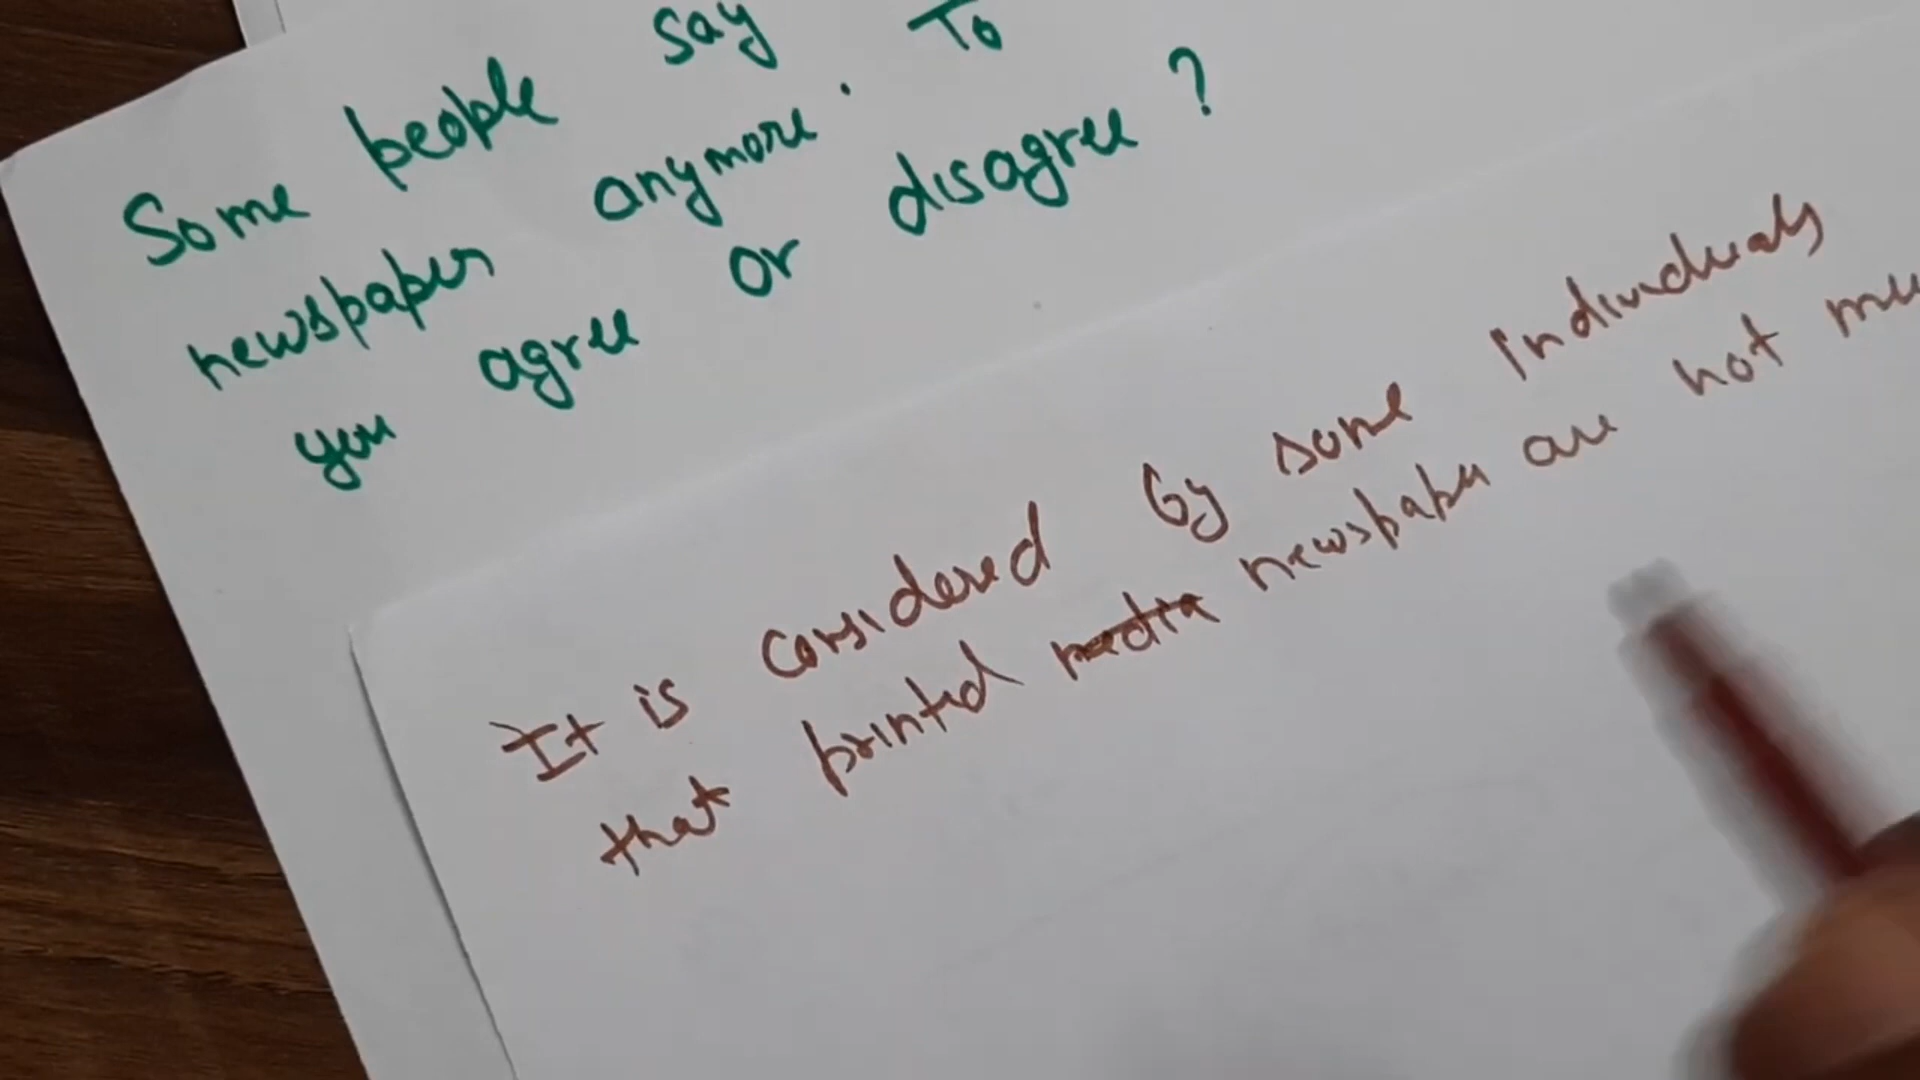 Some people say To
newspaper anymore.
you agree or disagree?
It is considered by some individuals
that printed media newspaper are not